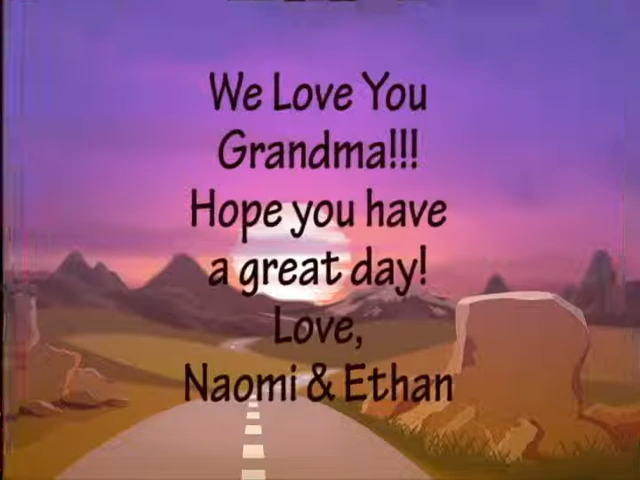 We Love You
Grandma!!!
Hope you have
a great day!
Love,
Naomi & Ethan